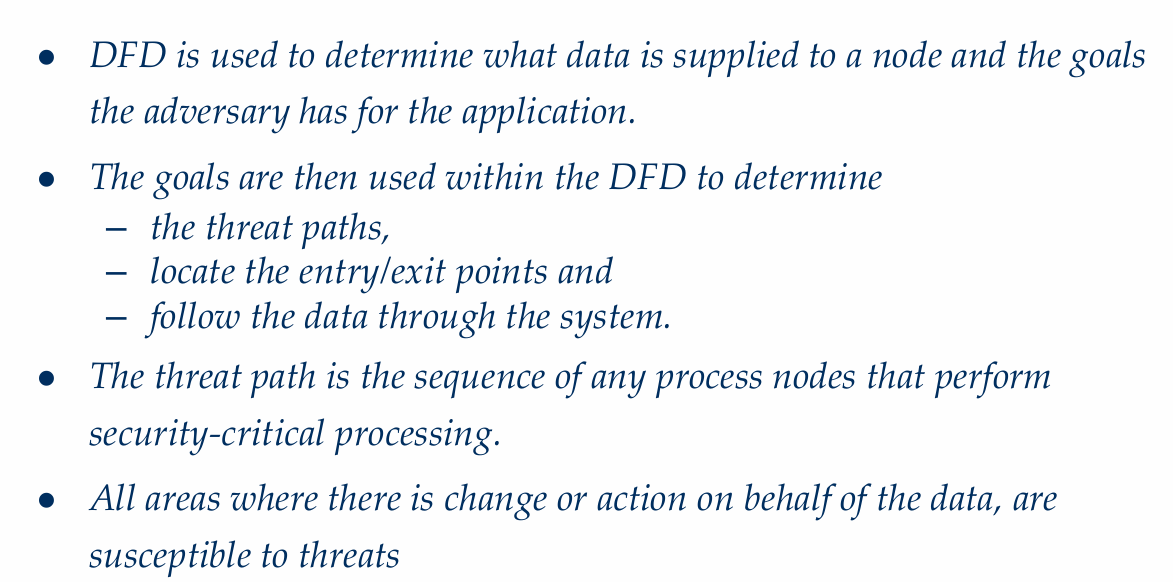 • DFD is used to determine what data is supplied to a node and the goals
the adversary has for the application.
• The goals are then used within the DFD to determine
– the threat paths,
– locate the entry/exit points and
– follow the data through the system.
• The threat path is the sequence of any process nodes that perform
security-critical processing.
• All areas where there is change or action on behalf of the data, are
susceptible to threats